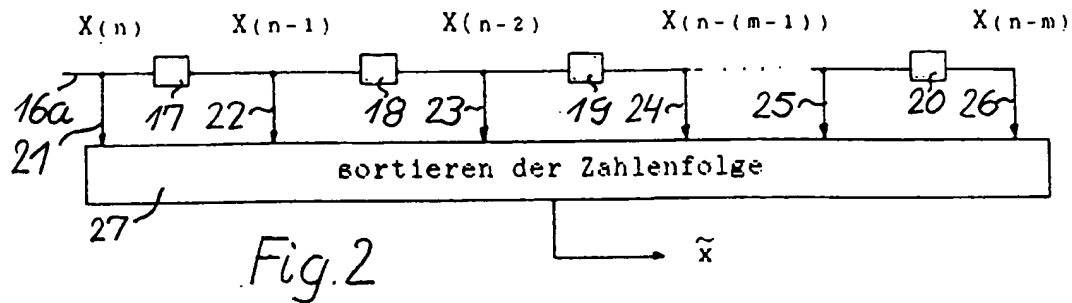 X(n) X(n-1) X(n-2) X(n-(m-1)) X(n-m)
16a 21 17 22 18 23 19 24 25 20 26
sortieren der Zahlenfolge
27
x̃
Fig.2